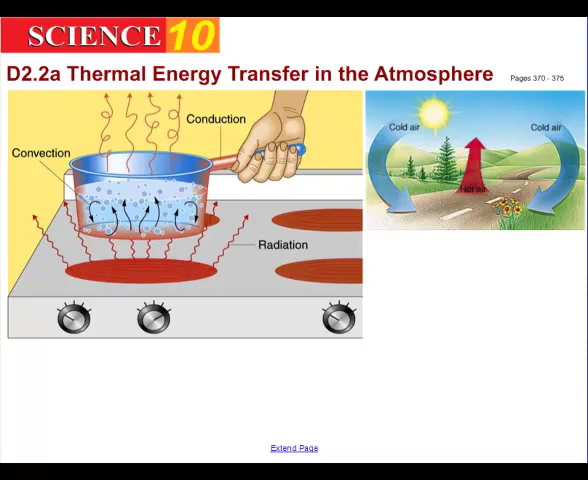 SCIENCE 10
D2.2a Thermal Energy Transfer in the Atmosphere Pages 370 - 375
Conduction
Convection
Radiation
Cold air
Cold air
Hot air
Extend Page